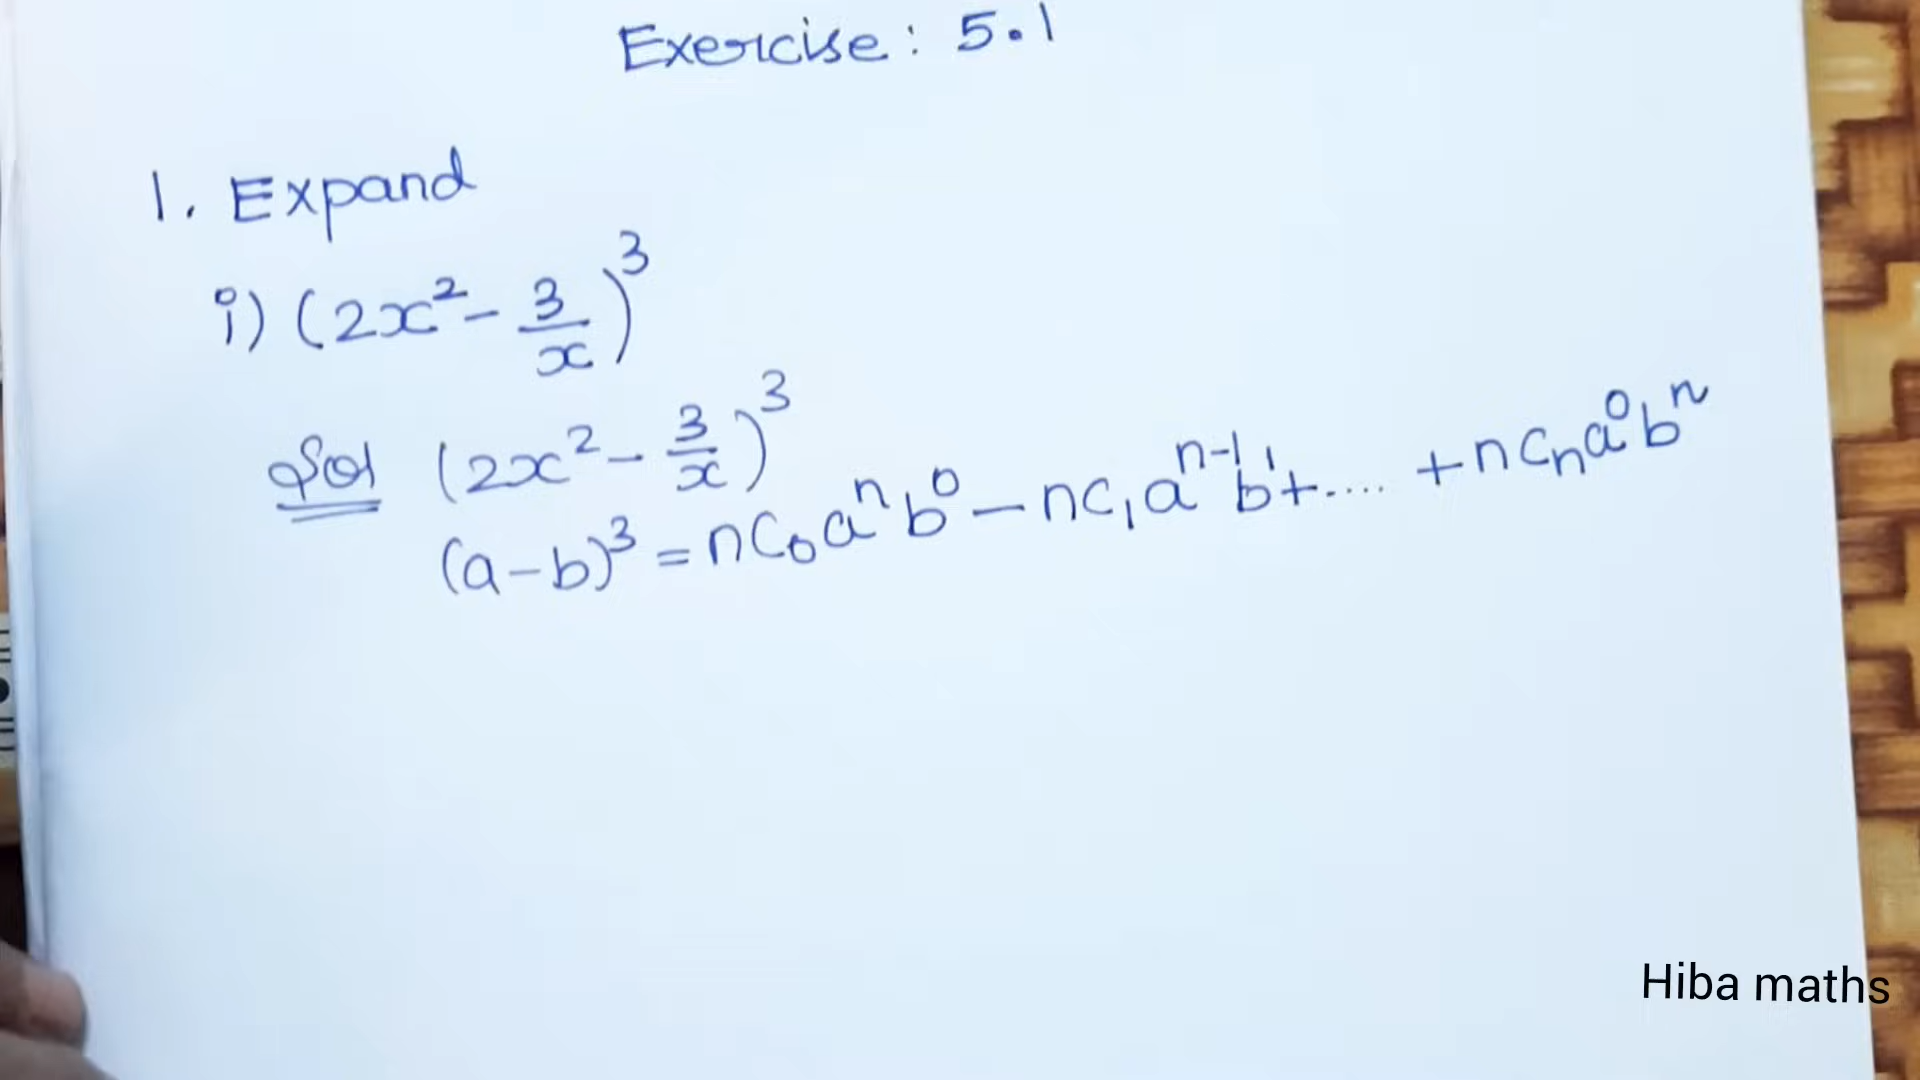 Exercise: 5.1
1. Expand
i) (2x² - 3/x)³
Sol (2x² - 3/x)³
(a-b)³ = nC₀aⁿb⁰ - nC₁aⁿ⁻¹b¹+.... + nCₙa⁰bⁿ
Hiba maths